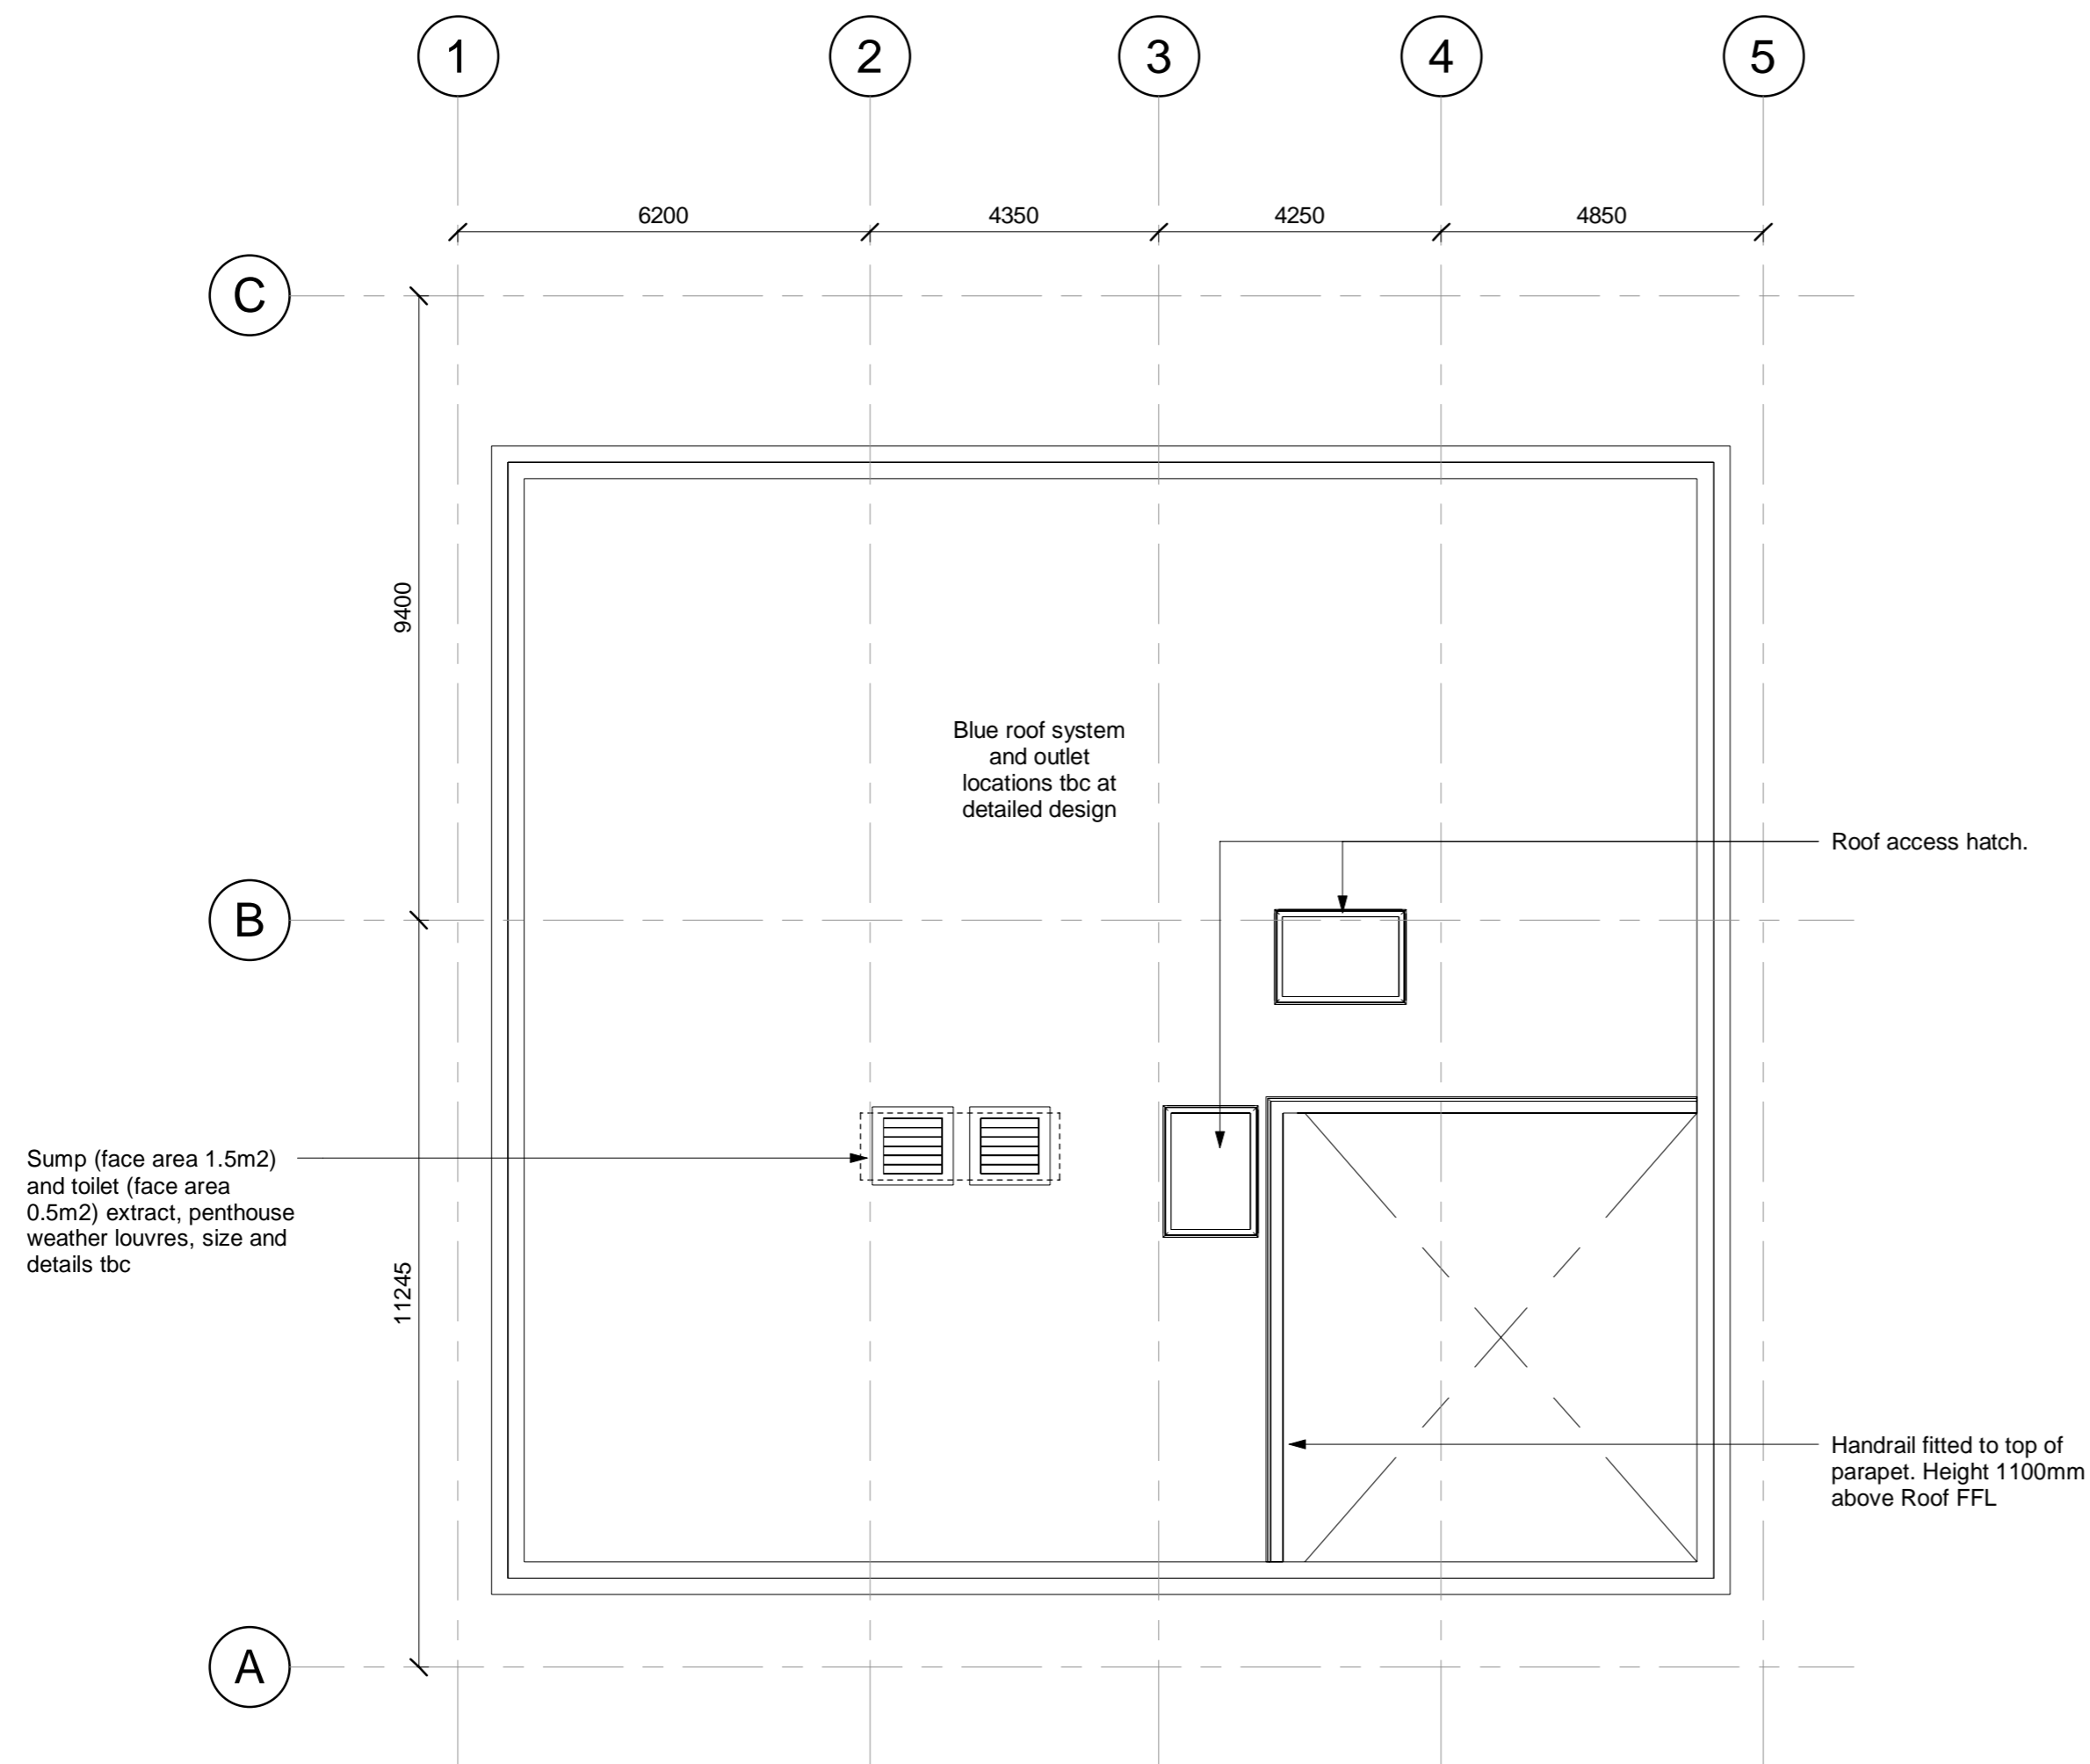 1
2
3
4
5
6200
4350
4250
4850
C
9400
Blue roof system
and outlet
locations tbc at
detailed design
Roof access hatch.
B
Sump (face area 1.5m2)
and toilet (face area
0.5m2) extract, penthouse
weather louvres, size and
details tbc
11245
Handrail fitted to top of
parapet. Height 1100mm
above Roof FFL
A